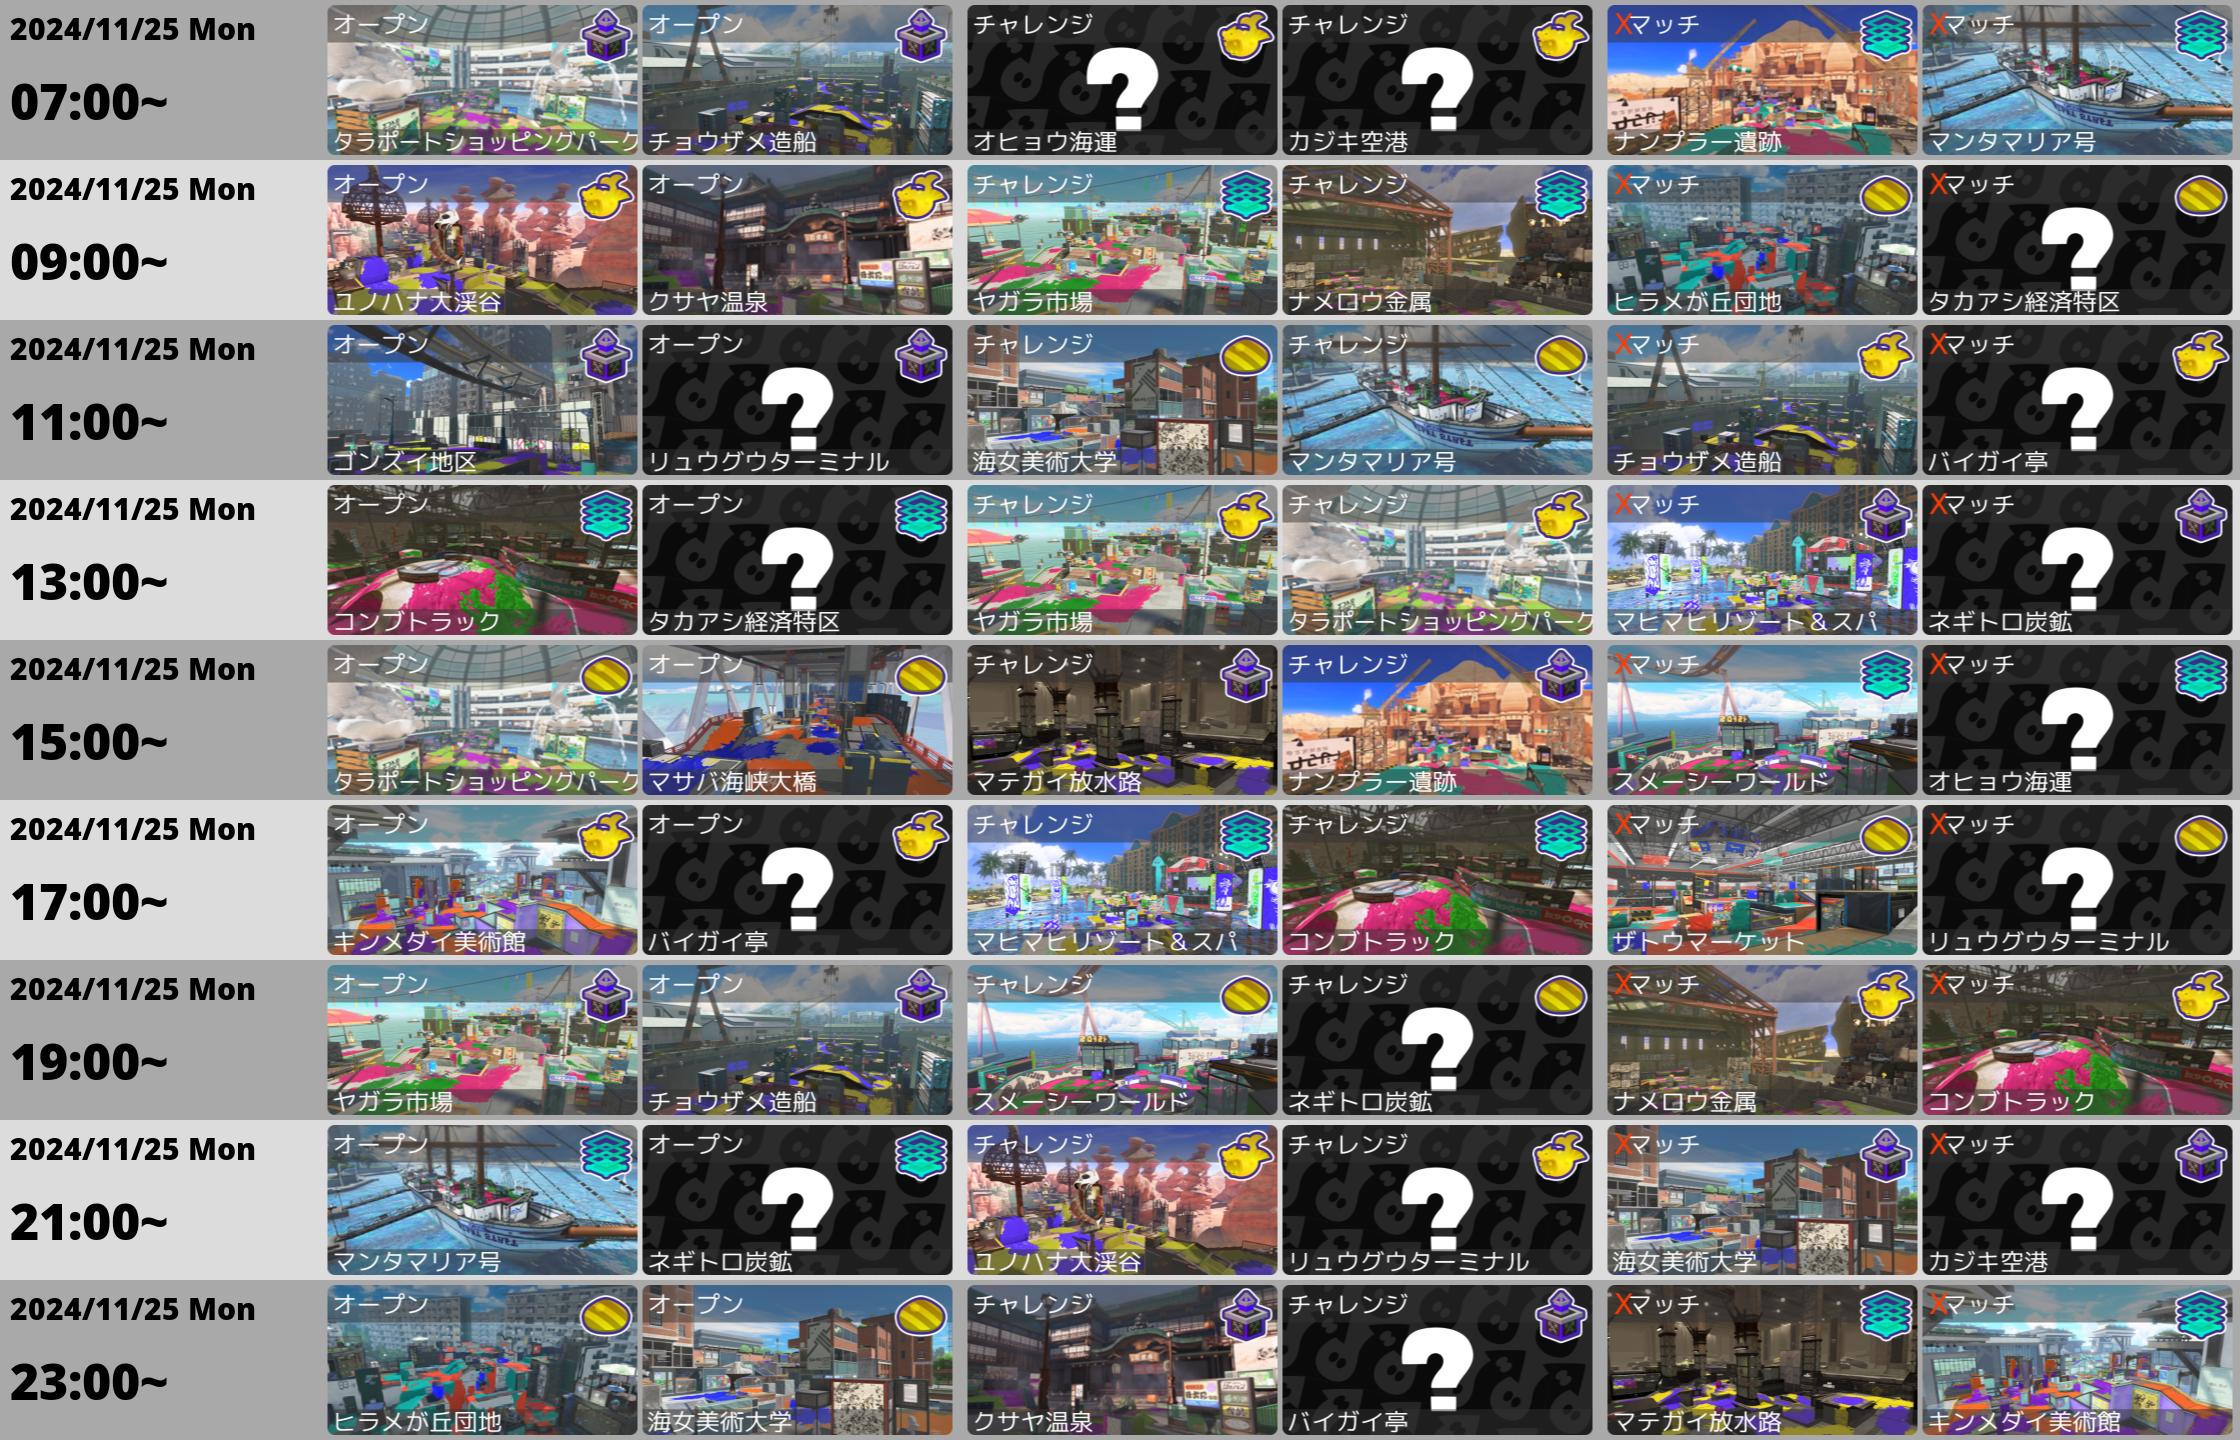 2024/11/25 Mon
07:00~
オープン
タラポートショッピングパーク
オープン
チョウザメ造船
チャレンジ
?
オヒョウ海運
チャレンジ
?
カジキ空港
Xマッチ
ナンプラー遺跡
Xマッチ
マンタマリア号
2024/11/25 Mon
09:00~
オープン
ユノハナ大渓谷
オープン
クサヤ温泉
チャレンジ
ヤガラ市場
チャレンジ
ナメロウ金属
Xマッチ
ヒラメが丘団地
Xマッチ
?
タカアシ経済特区
2024/11/25 Mon
11:00~
オープン
ゴンズイ地区
オープン
?
リュウグウターミナル
チャレンジ
海女美術大学
チャレンジ
マンタマリア号
Xマッチ
チョウザメ造船
Xマッチ
?
バイガイ亭
2024/11/25 Mon
13:00~
オープン
コンブトラック
オープン
?
タカアシ経済特区
チャレンジ
ヤガラ市場
チャレンジ
タラポートショッピングパーク
Xマッチ
マヒマヒリゾート&スパ
Xマッチ
?
ネギトロ炭鉱
2024/11/25 Mon
15:00~
オープン
タラポートショッピングパーク
オープン
マサバ海峡大橋
チャレンジ
マテガイ放水路
チャレンジ
ナンプラー遺跡
Xマッチ
スメーシーワールド
Xマッチ
?
オヒョウ海運
2024/11/25 Mon
17:00~
オープン
キンメダイ美術館
オープン
?
バイガイ亭
チャレンジ
マヒマヒリゾート&スパ
チャレンジ
コンブトラック
Xマッチ
ザトウマーケット
Xマッチ
?
リュウグウターミナル
2024/11/25 Mon
19:00~
オープン
ヤガラ市場
オープン
チョウザメ造船
チャレンジ
スメーシーワールド
チャレンジ
?
ネギトロ炭鉱
Xマッチ
ナメロウ金属
Xマッチ
コンブトラック
2024/11/25 Mon
21:00~
オープン
マンタマリア号
オープン
?
ネギトロ炭鉱
チャレンジ
ユノハナ大渓谷
チャレンジ
?
リュウグウターミナル
Xマッチ
海女美術大学
Xマッチ
?
カジキ空港
2024/11/25 Mon
23:00~
オープン
ヒラメが丘団地
オープン
海女美術大学
チャレンジ
クサヤ温泉
チャレンジ
?
バイガイ亭
Xマッチ
マテガイ放水路
Xマッチ
キンメダイ美術館